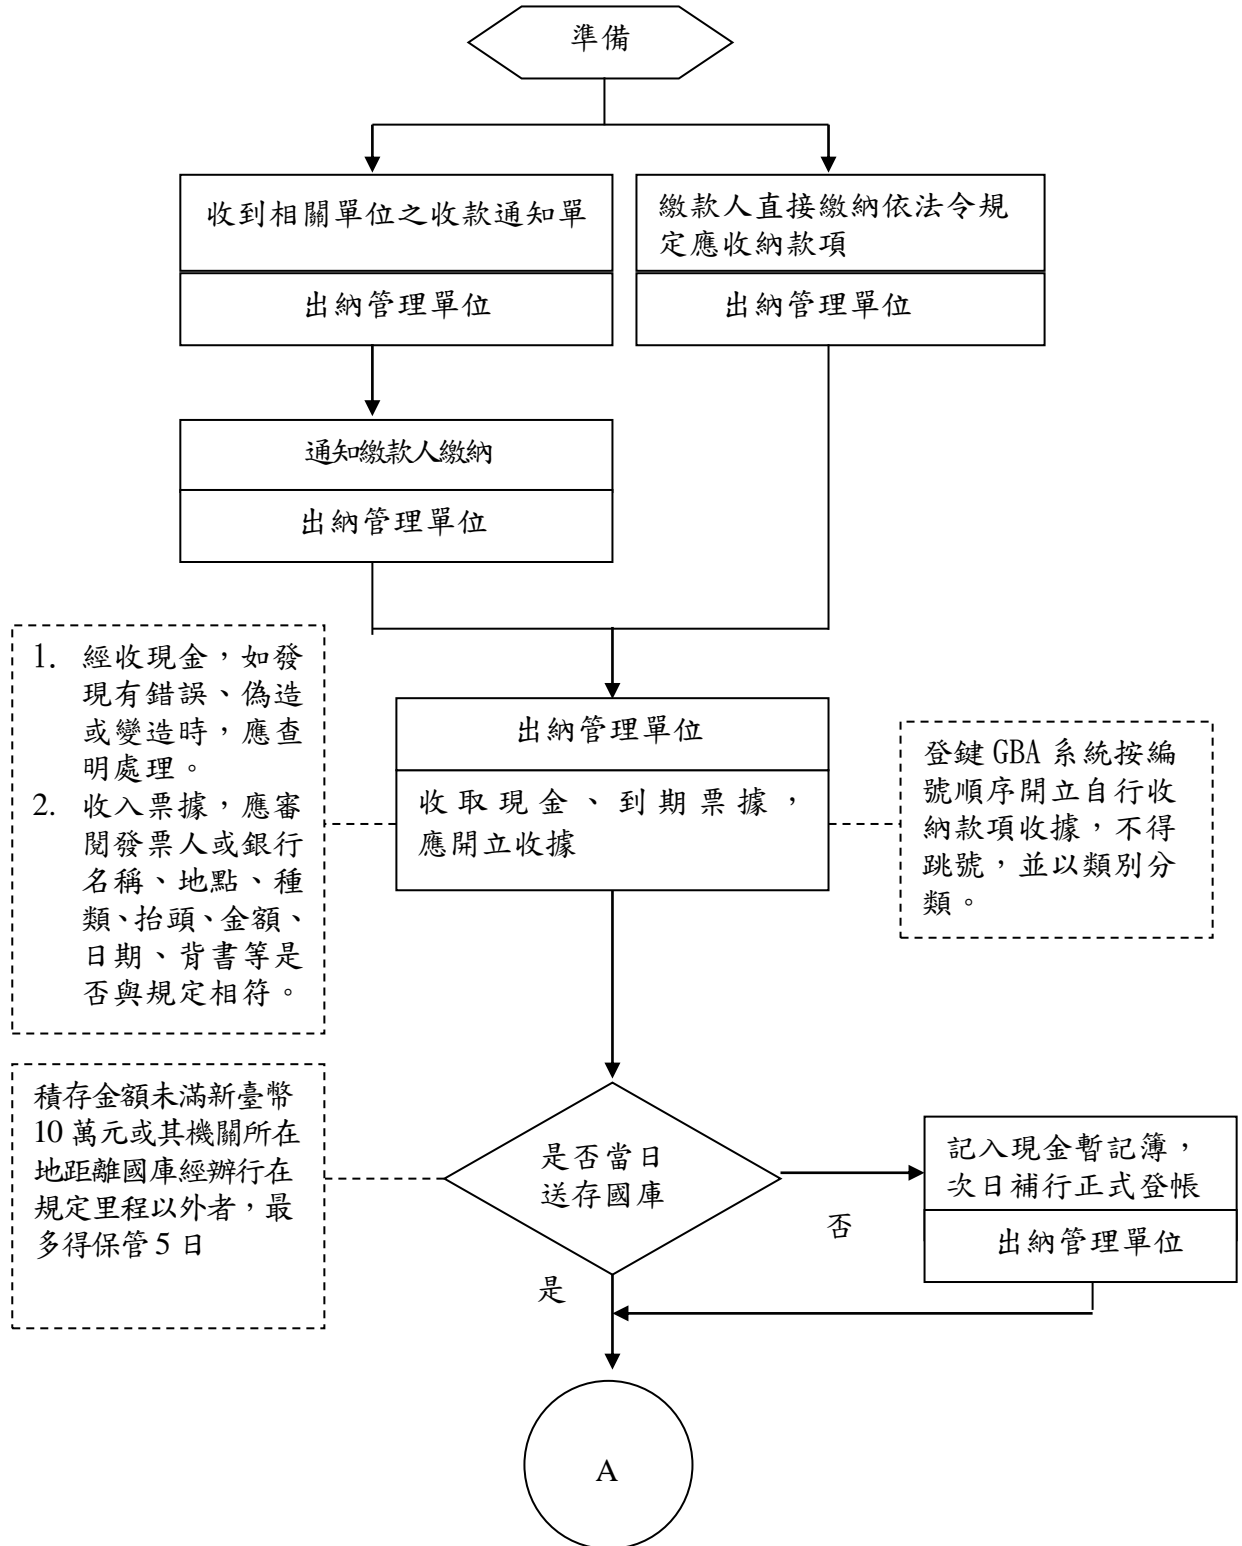 準備
收到相關單位之收款通知單
出納管理單位
繳款人直接繳納依法令規
定應收納款項
出納管理單位
通知繳款人繳納
出納管理單位
1. 經收現金，如發
現有錯誤、偽造
或變造時，應查
明處理。
2. 收入票據，應審
閱發票人或銀行
名稱、地點、種
類、抬頭、金額、
日期、背書等是
否與規定相符。
出納管理單位
收取現金、到期票據，
應開立收據
登鍵 GBA 系統按編
號順序開立自行收
納款項收據，不得
跳號，並以類別分
類。
積存金額未滿新臺幣
10 萬元或其機關所在
地距離國庫經辦行在
規定里程以外者，最
多得保管 5 日
是否當日
送存國庫
否
記入現金暫記簿，
次日補行正式登帳
出納管理單位
是
A